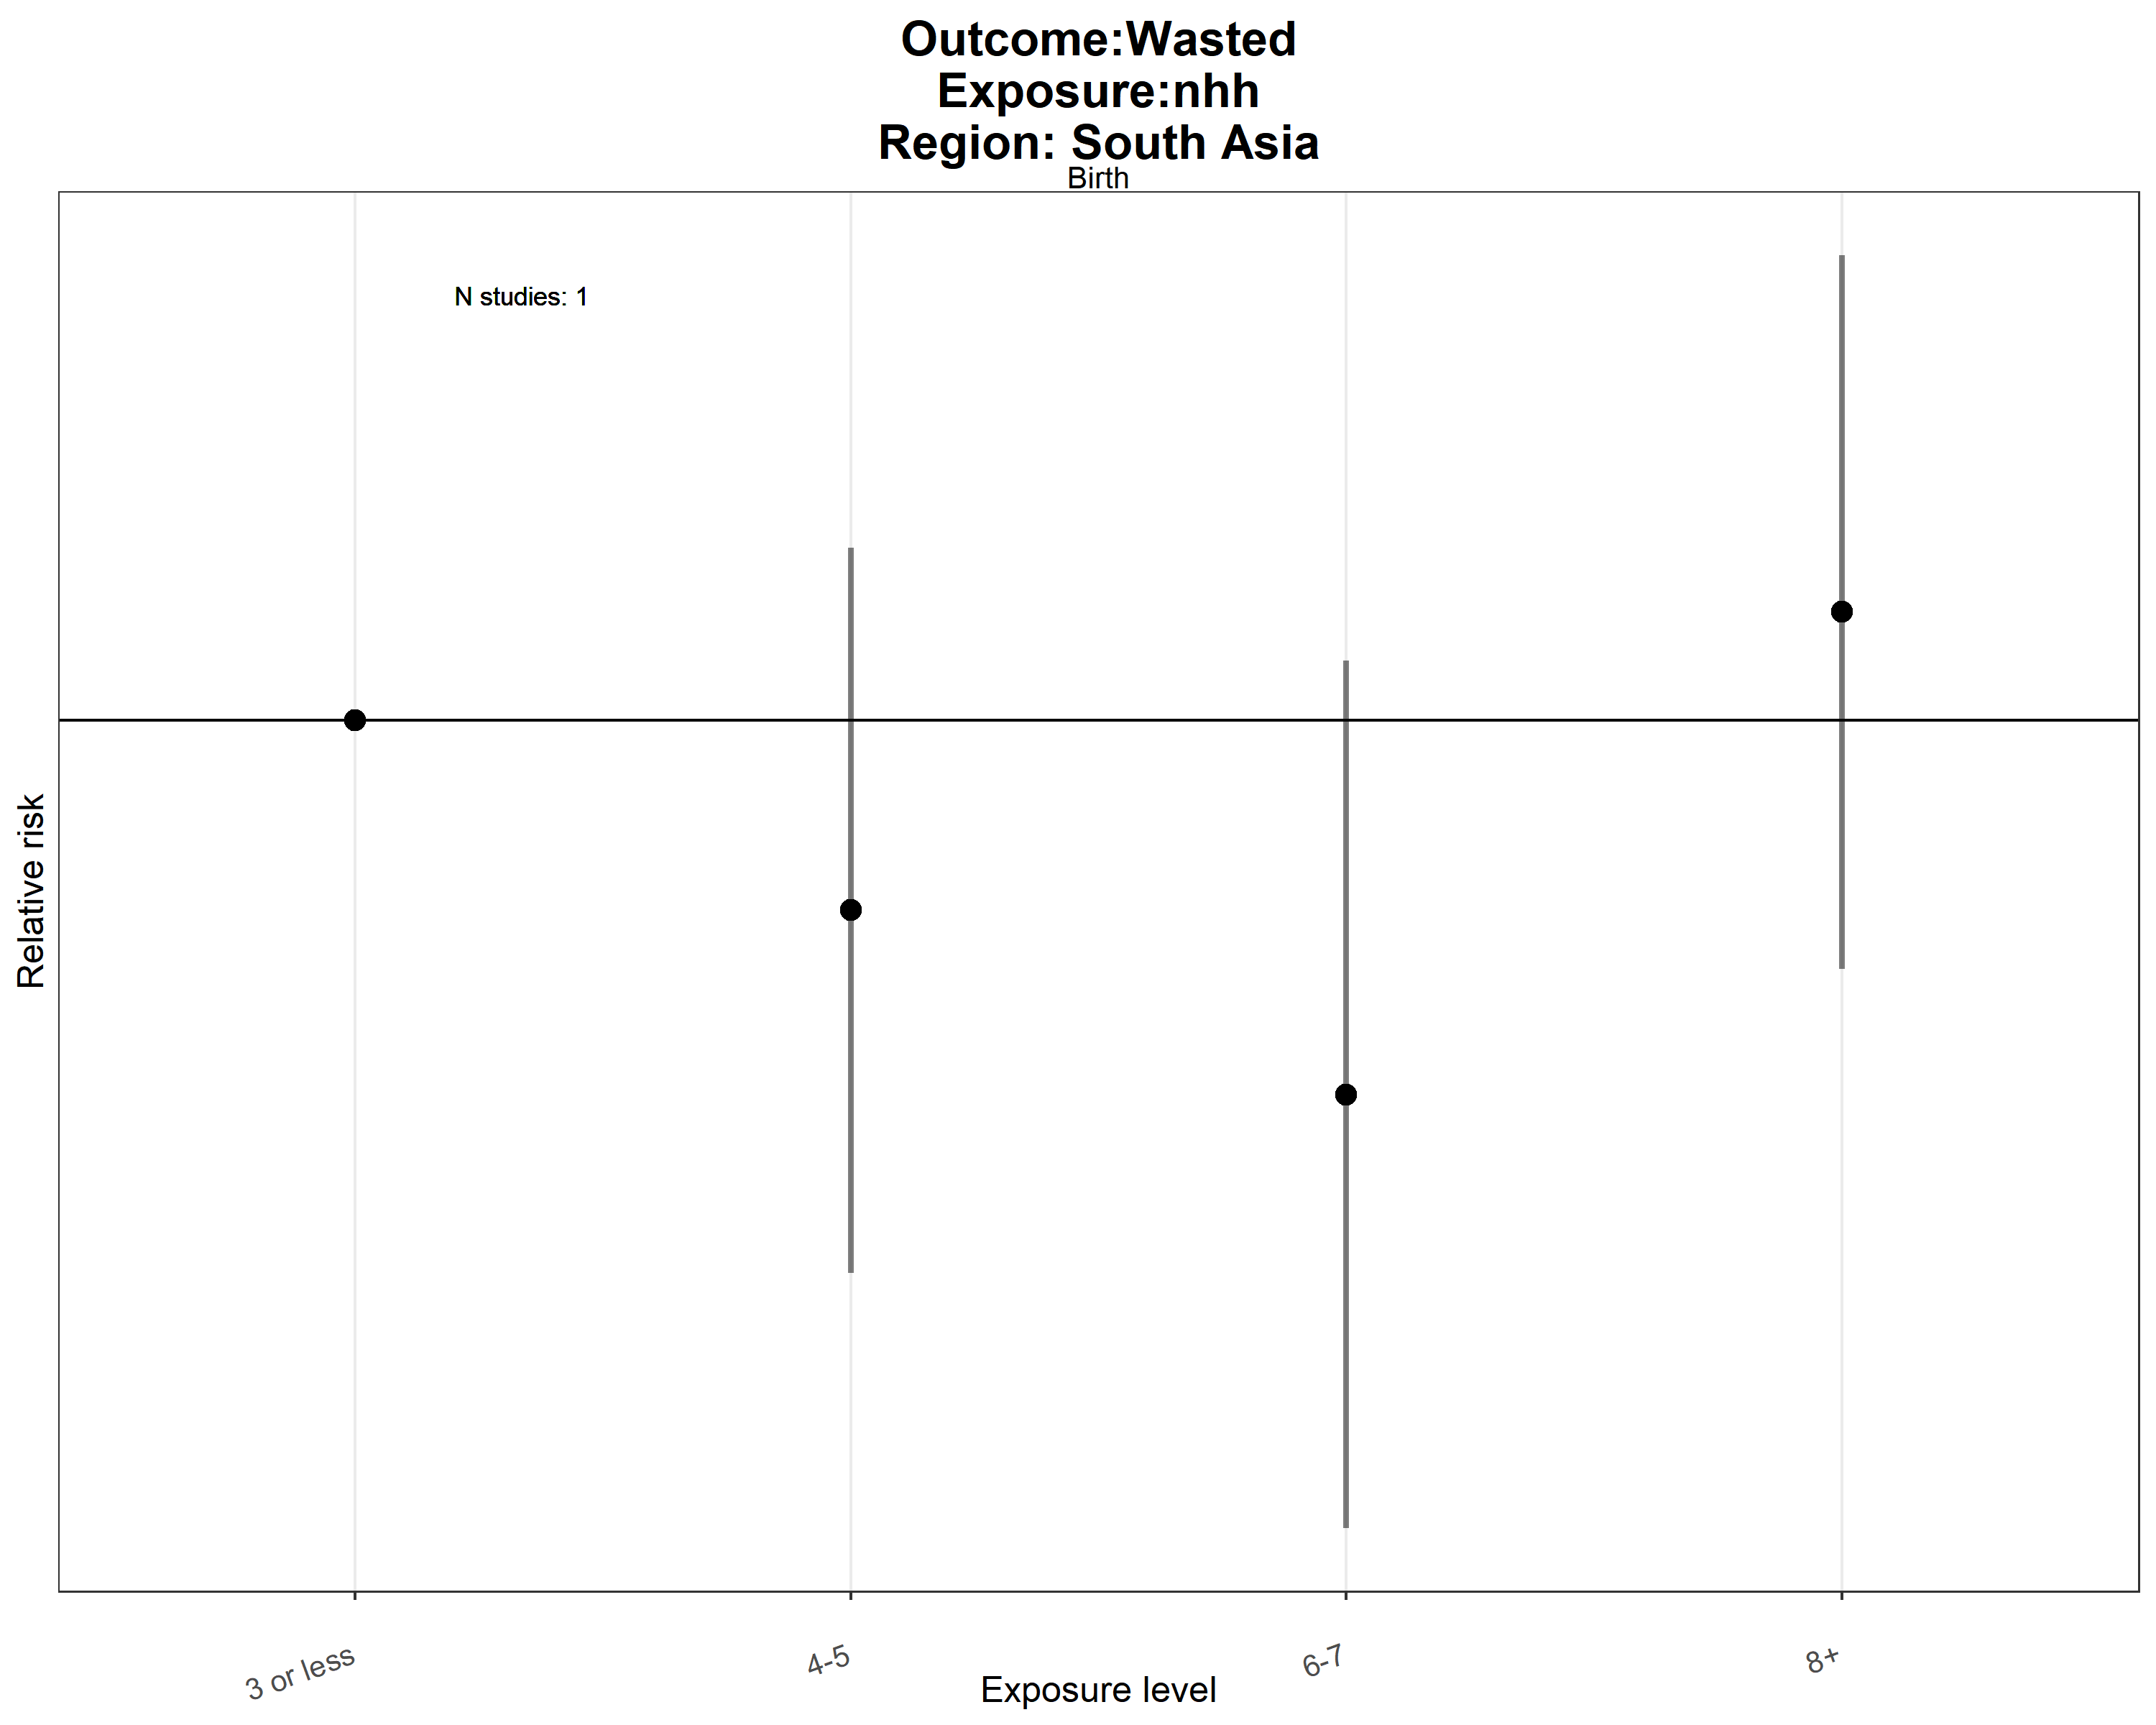 Outcome:Wasted
Exposure:nhh
Region: South Asia
Birth
N studies: 1
Relative risk
3 or less
4-5
6-7
8+
Exposure level